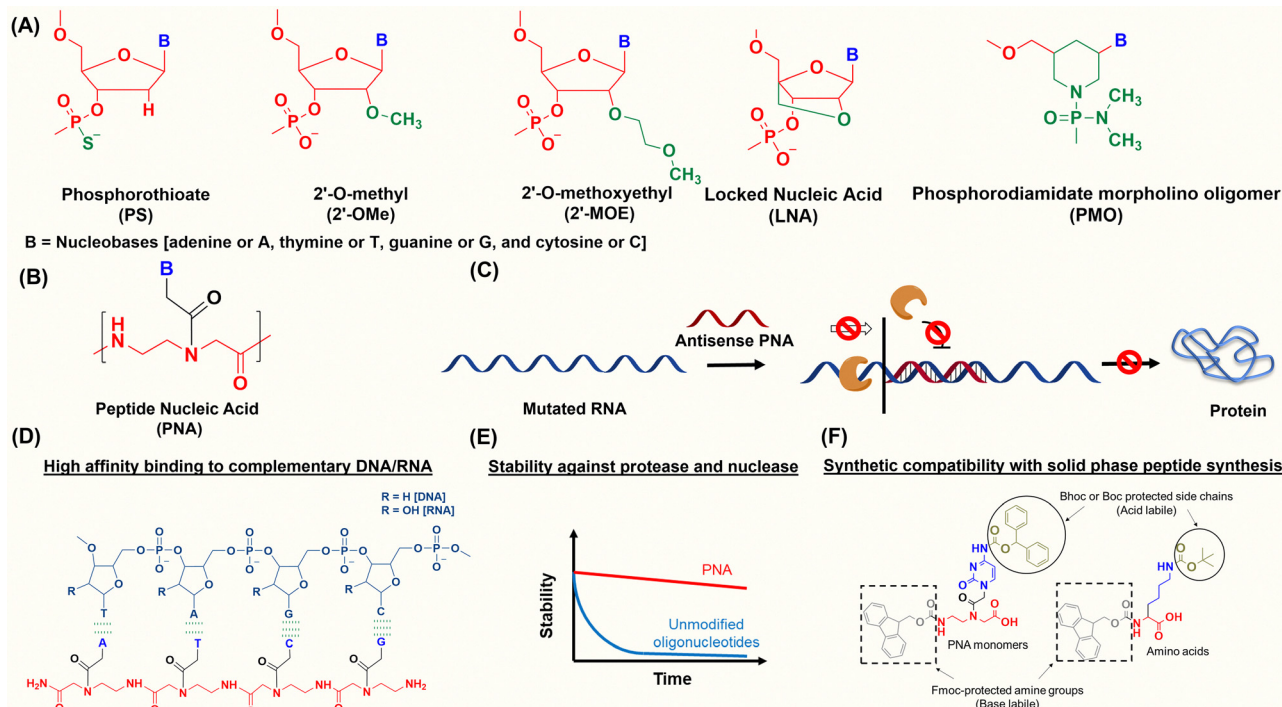 (A)
O
B
O
O
O
P
O
S
−
H
Phosphorothioate
(PS)
O
B
O
O
O
P
O
−
OCH3
2'-O-methyl
(2'-OMe)
O
B
O
O
O
P
O
−
O
O
CH3
2'-O-methoxyethyl
(2'-MOE)
O
B
O
O
O
P
O
−
O
Locked Nucleic Acid
(LNA)
O
B
N
O=P-N
CH3
CH3
Phosphorodiamidate morpholino oligomer
(PMO)
B = Nucleobases [adenine or A, thymine or T, guanine or G, and cytosine or C]
(B)
B
O
H
N
N
O
Peptide Nucleic Acid
(PNA)
(C)
Antisense PNA
Mutated RNA
Protein
(D)
High affinity binding to complementary DNA/RNA
R = H [DNA]
R = OH [RNA]
O
O
P
O
O
O−
O
O
P
O
O
O−
O
O
P
O
O
O−
O
O
P
O
O−
R
O
R
O
R
O
R
O
T
A
G
C
A
T
C
G
O
O
O
O
H2N
N
NH
N
NH
N
NH
N
NH2
O
O
O
O
(E)
Stability against protease and nuclease
Stability
PNA
Unmodified
oligonucleotides
Time
(F)
Synthetic compatibility with solid phase peptide synthesis
Bhoc or Boc protected side chains
(Acid labile)
HN
O
O
N
O
N
O
O
O
N
H
N
O
OH
PNA monomers
O
O
HN
O
O
N
H
O
OH
Amino acids
Fmoc-protected amine groups
(Base labile)